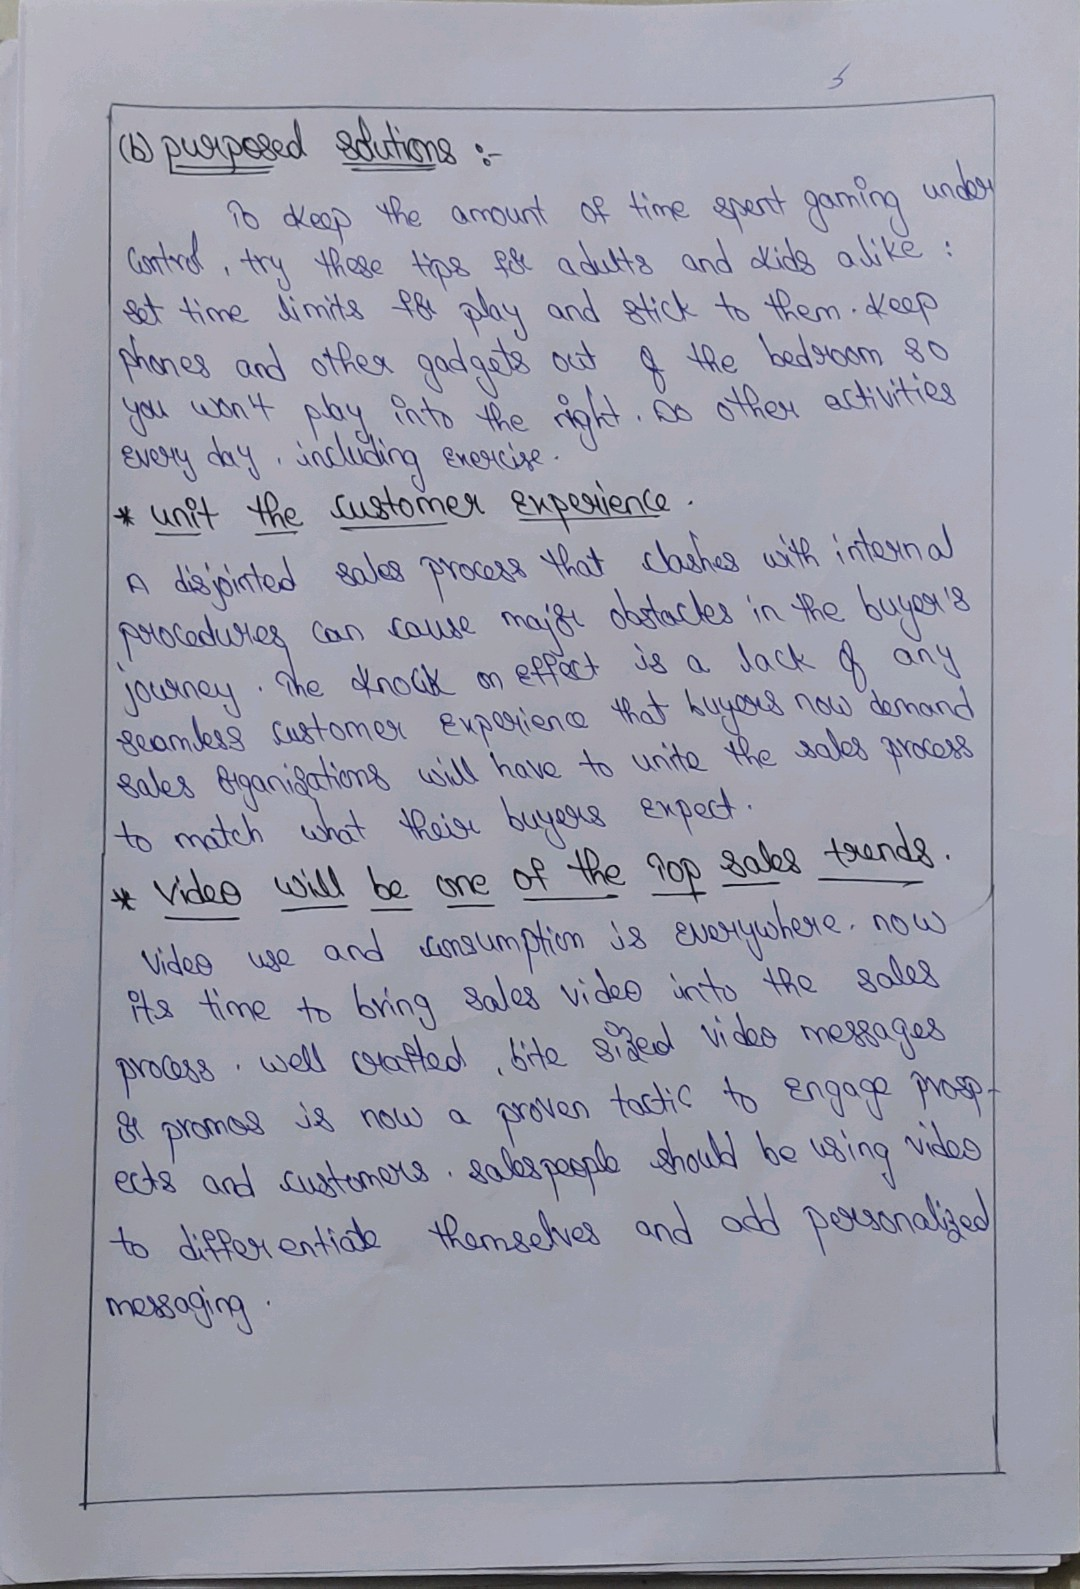 5
(b) purposed solutions :-
To keep the amount of time spent gaming under
control, try these tips for adults and kids alike :
set time limits for play and stick to them. Keep
phones and other gadgets out of the bedroom so
you won't play into the night. Do other activities
every day, including exercise.
* unit the customer experience.
A disjointed sales process that clashes with internal
procedures can cause major obstacles in the buyer's
journey. The knock on effect is a lack of any
seamless customer experience that buyers now demand
sales organisations will have to unite the sales process
to match what their buyers expect.
* Video will be one of the Top sales trends.
Video use and consumption is everywhere. now
its time to bring sales video into the sales
process. well crafted, bite sized video messages
or promos is now a proven tactic to engage prosp-
ects and customers. salespeople should be using video
to differentiate themselves and add personalized
messaging.